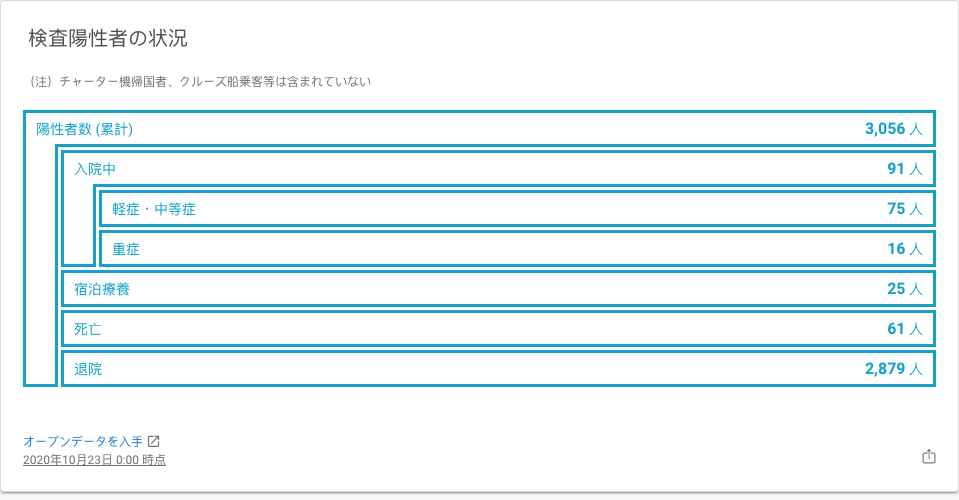 検査陽性者の状況
（注）チャーター機帰国者、クルーズ船乗客等は含まれていない
陽性者数 (累計) 3,056 人
入院中 91 人
軽症・中等症 75 人
重症 16 人
宿泊療養 25 人
死亡 61 人
退院 2,879 人
オープンデータを入手
2020年10月23日 0:00 時点